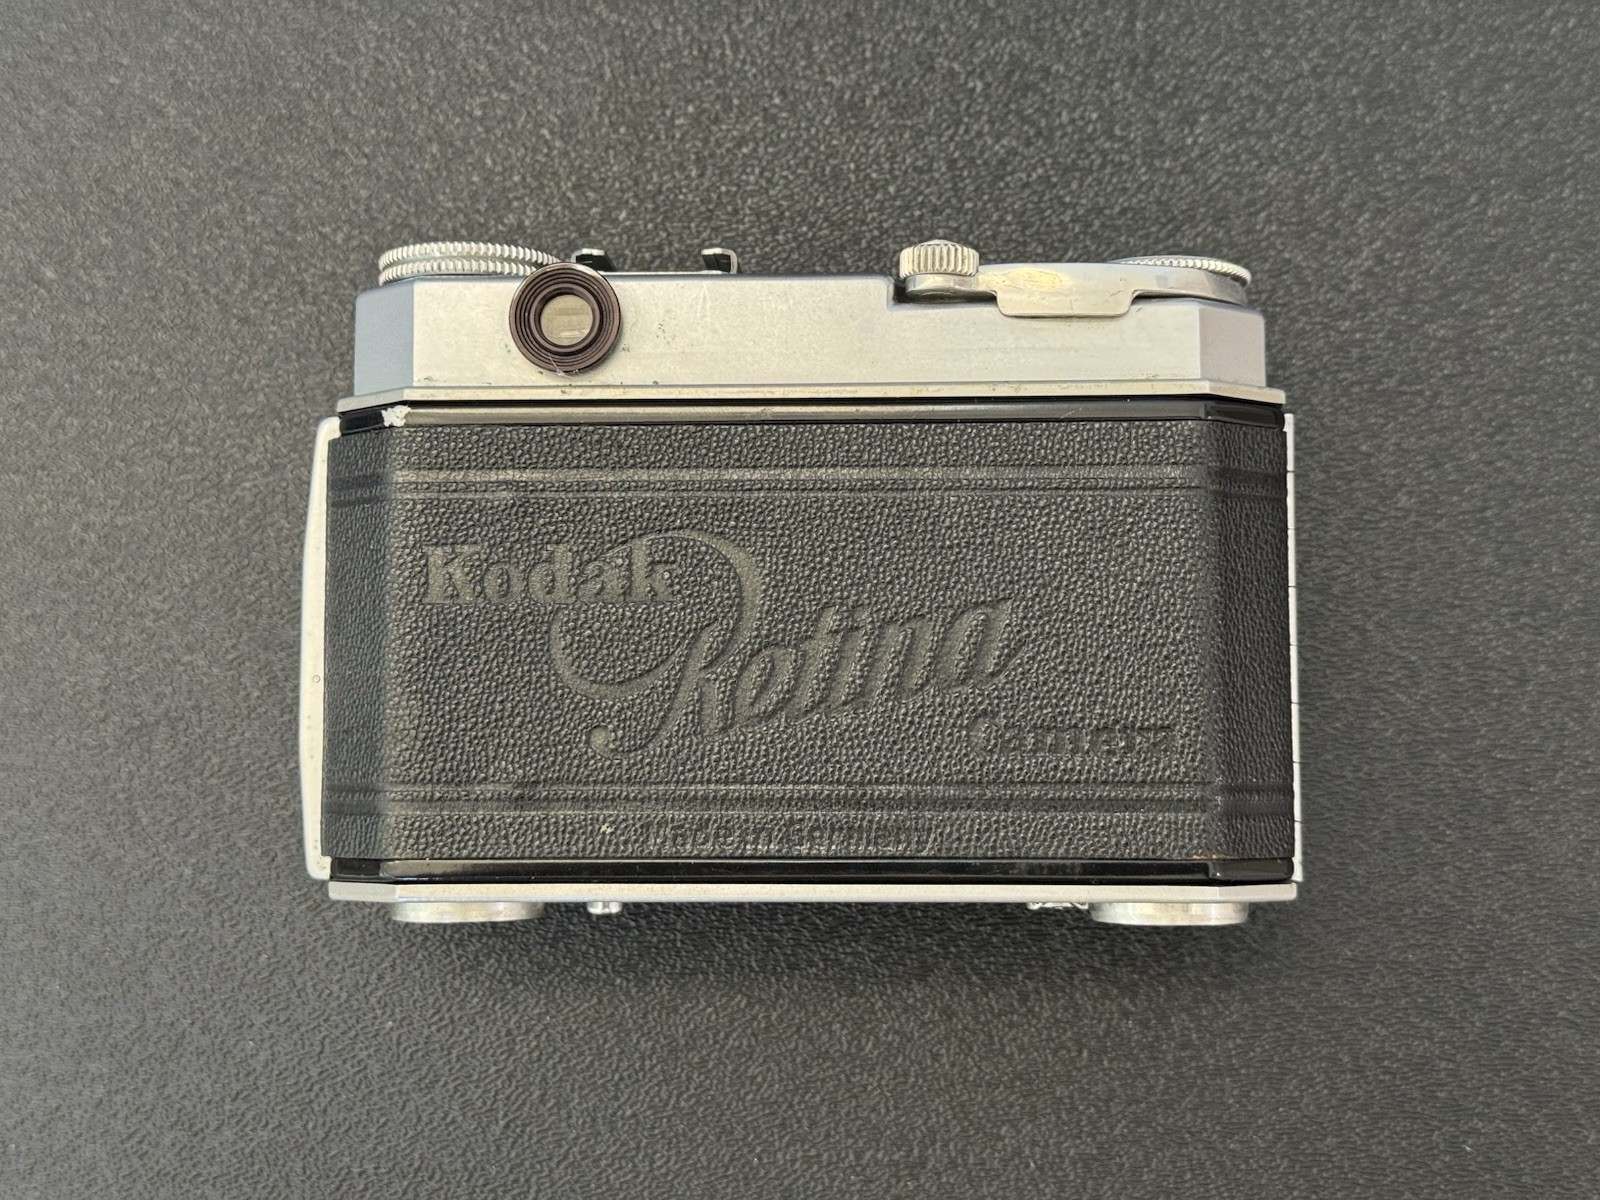 Kodak
Retina
Camera
Made in Germany